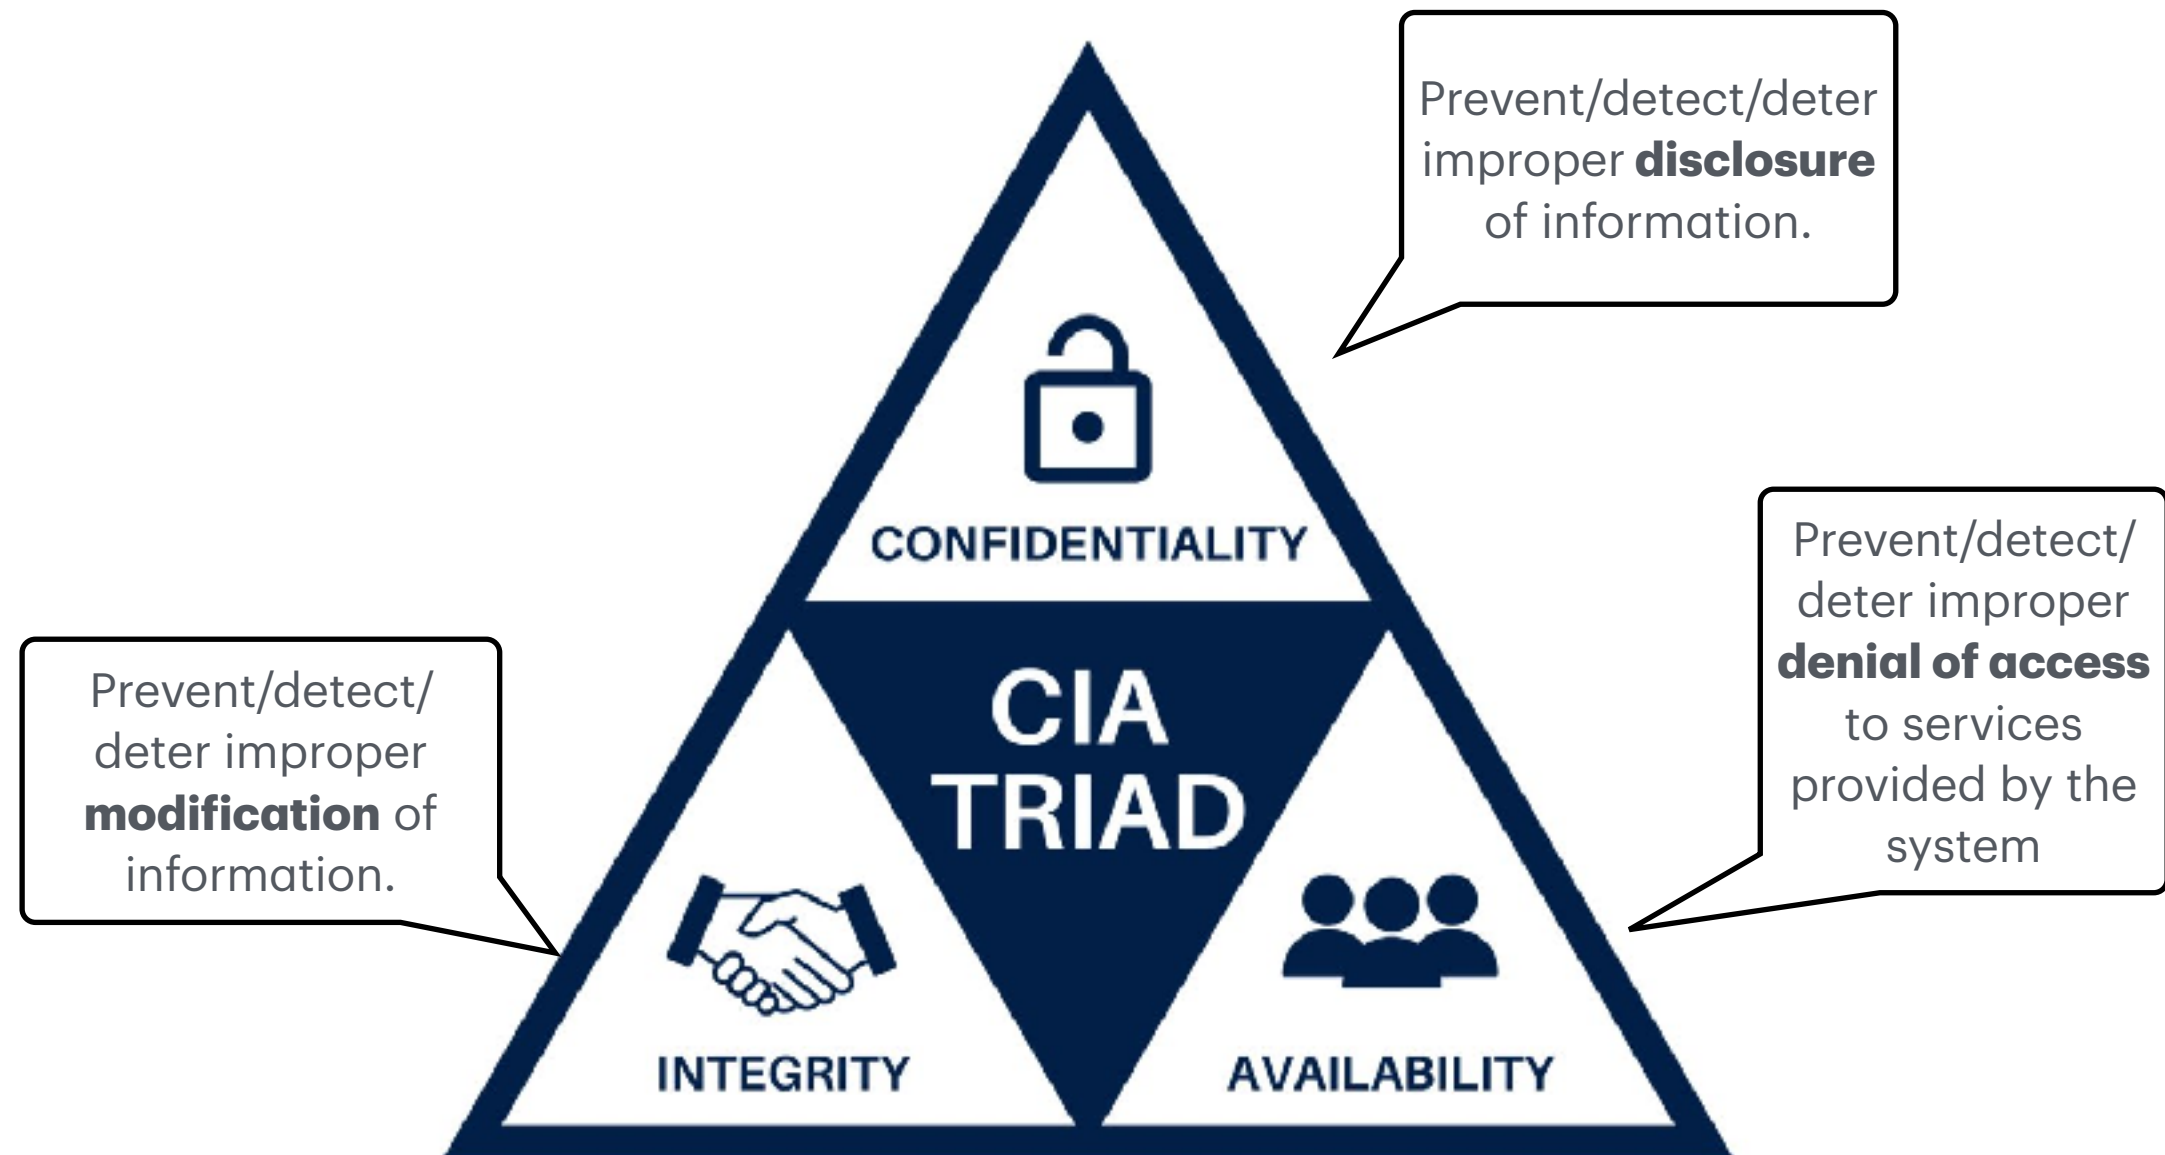 Prevent/detect/deter
improper disclosure
of information.
CONFIDENTIALITY
Prevent/detect/
deter improper
denial of access
to services
provided by the
system
Prevent/detect/
deter improper
modification of
information.
CIA
TRIAD
INTEGRITY
AVAILABILITY